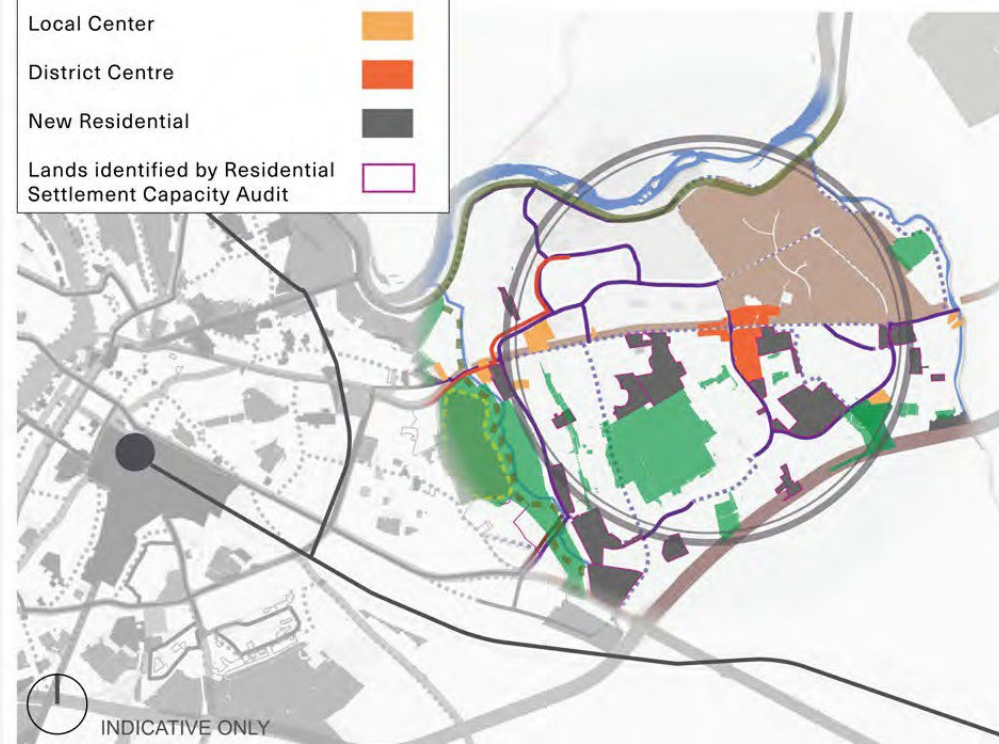 Local Center
District Centre
New Residential
Lands identified by Residential
Settlement Capacity Audit
INDICATIVE ONLY